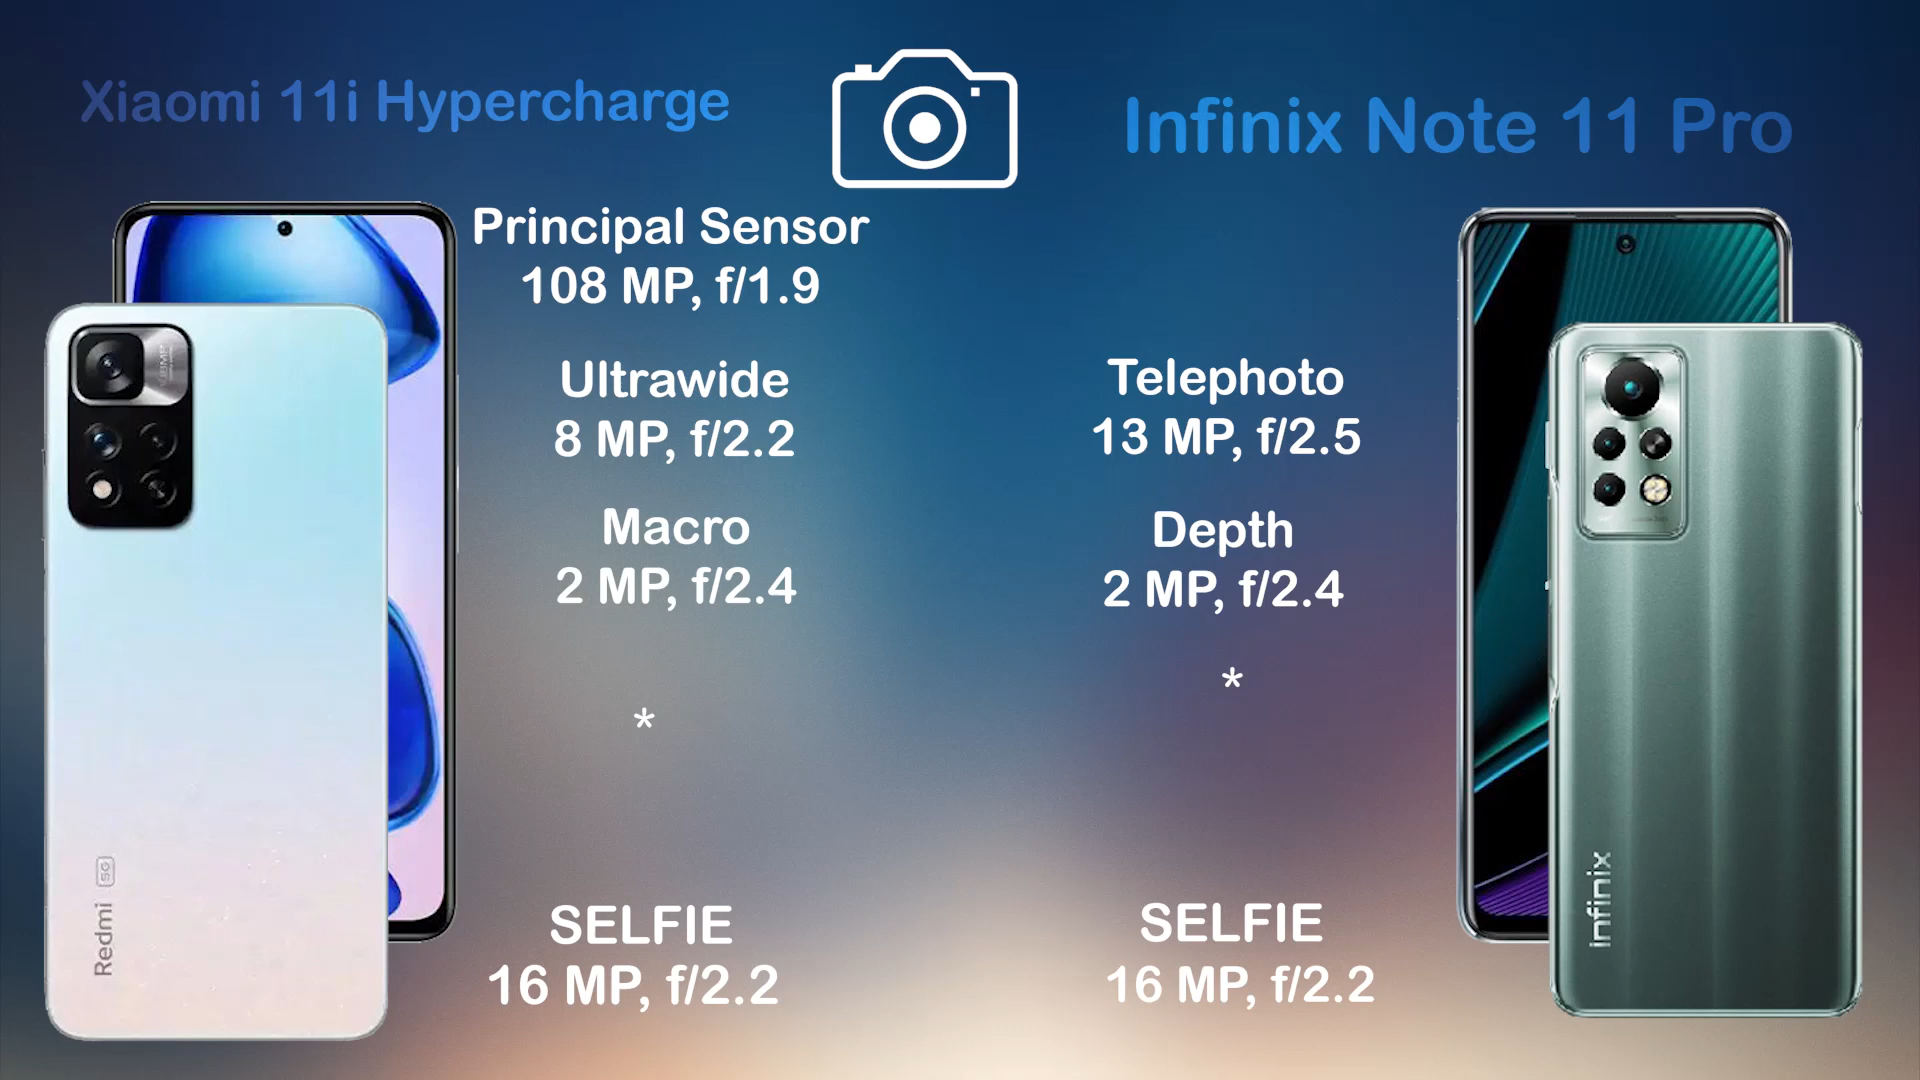 Xiaomi 11i Hypercharge
Infinix Note 11 Pro
Principal Sensor
108 MP, f/1.9
Ultrawide
8 MP, f/2.2
Macro
2 MP, f/2.4
*
SELFIE
16 MP, f/2.2
Telephoto
13 MP, f/2.5
Depth
2 MP, f/2.4
*
SELFIE
16 MP, f/2.2
Redmi 5G
Infinix